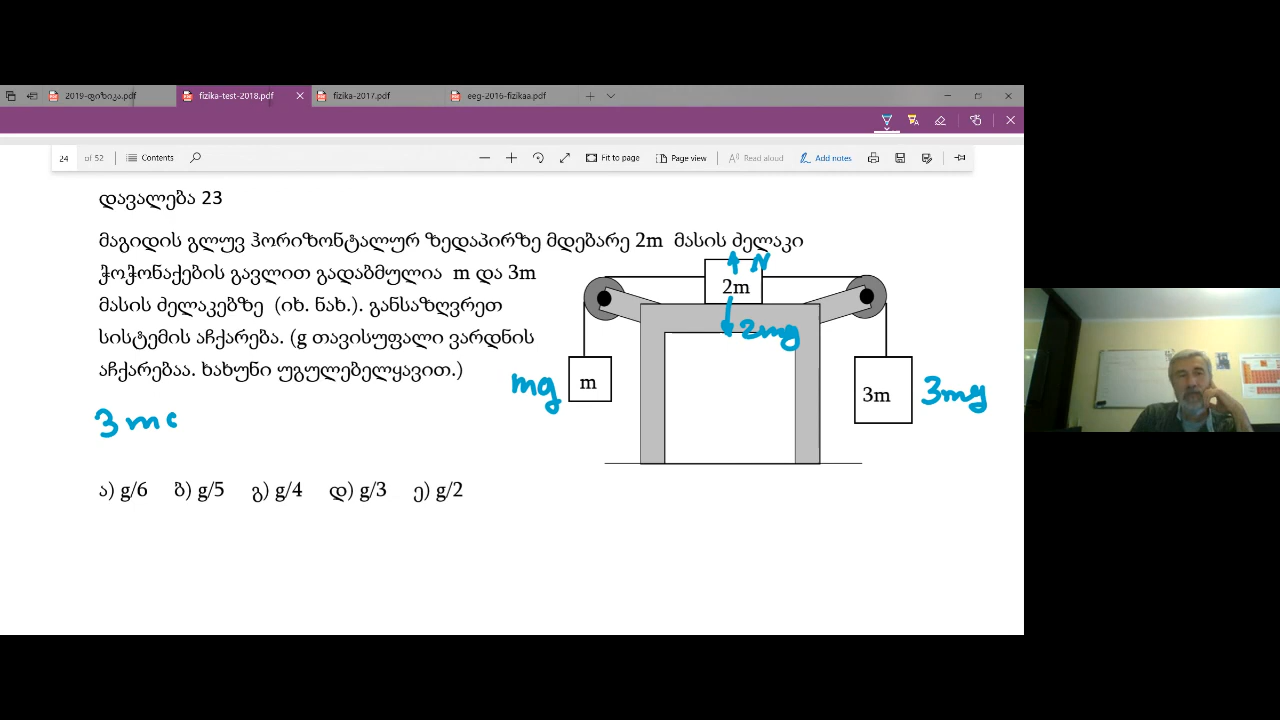 2019-ფიზიკა.pdf
fizika-test-2018.pdf
fizika-2017.pdf
eeg-2016-fizikaa.pdf
24 of 52
Contents
Fit to page
Page view
Read aloud
Add notes
დავალება 23
მაგიდის გლუვ ჰორიზონტალურ ზედაპირზე მდებარე 2m მასის ძელაკი
ჭოჭონაქების გავლით გადაბმულია m და 3m
მასის ძელაკებზე (იხ. ნახ.). განსაზღვრეთ
სისტემის აჩქარება. (g თავისუფალი ვარდნის
აჩქარებაა. ხახუნი უგულებელყავით.)
N
2m
2mg
mg
m
3m
3mg
3 mc
ა) g/6 ბ) g/5 გ) g/4 დ) g/3 ე) g/2